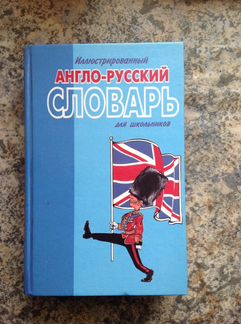 Иллюстрированный
АНГЛО-РУССКИЙ
СЛОВАРЬ
для школьников